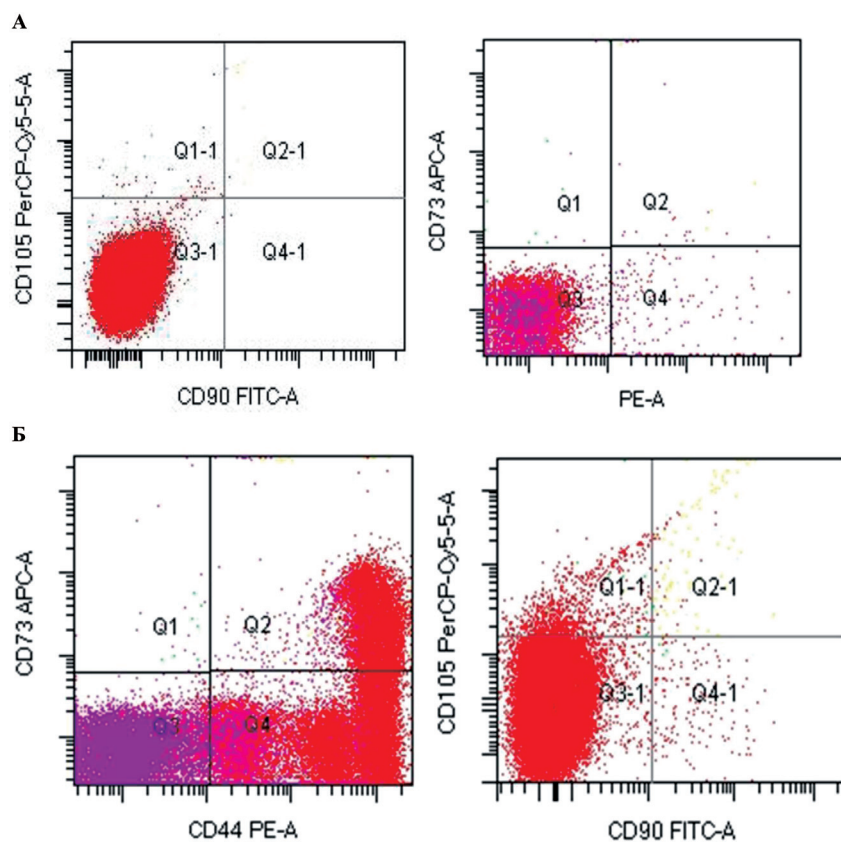 А
CD105 PerCP-Cy5-5-A
Q1-1
Q2-1
Q3-1
Q4-1
CD90 FITC-A
CD73 APC-A
Q1
Q2
Q3
Q4
PE-A
Б
CD73 APC-A
Q1
Q2
Q3
Q4
CD44 PE-A
CD105 PerCP-Cy5-5-A
Q1-1
Q2-1
Q3-1
Q4-1
CD90 FITC-A